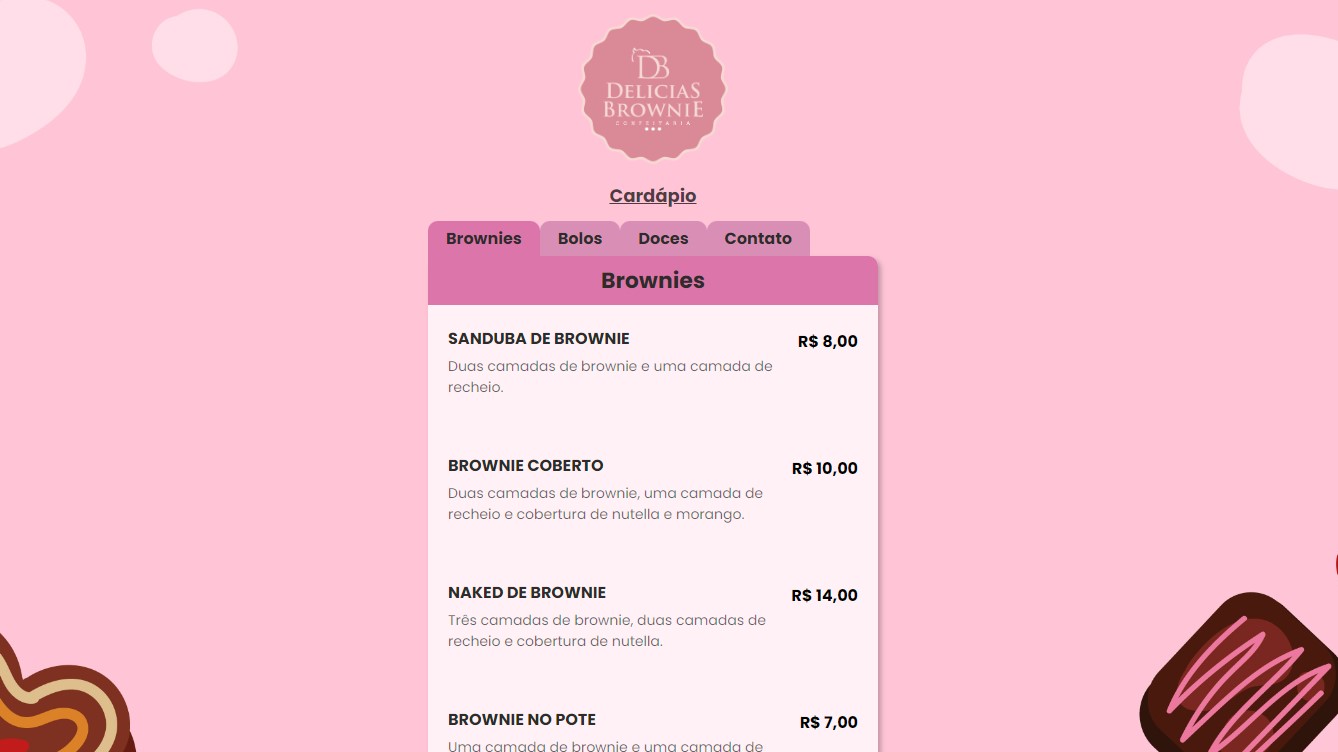 DB
DELICIAS
BROWNIE
CONFEITARIA
Cardápio
Brownies Bolos Doces Contato
Brownies
SANDUBA DE BROWNIE R$ 8,00
Duas camadas de brownie e uma camada de
recheio.
BROWNIE COBERTO R$ 10,00
Duas camadas de brownie, uma camada de
recheio e cobertura de nutella e morango.
NAKED DE BROWNIE R$ 14,00
Três camadas de brownie, duas camadas de
recheio e cobertura de nutella.
BROWNIE NO POTE R$ 7,00
Uma camada de brownie e uma camada de